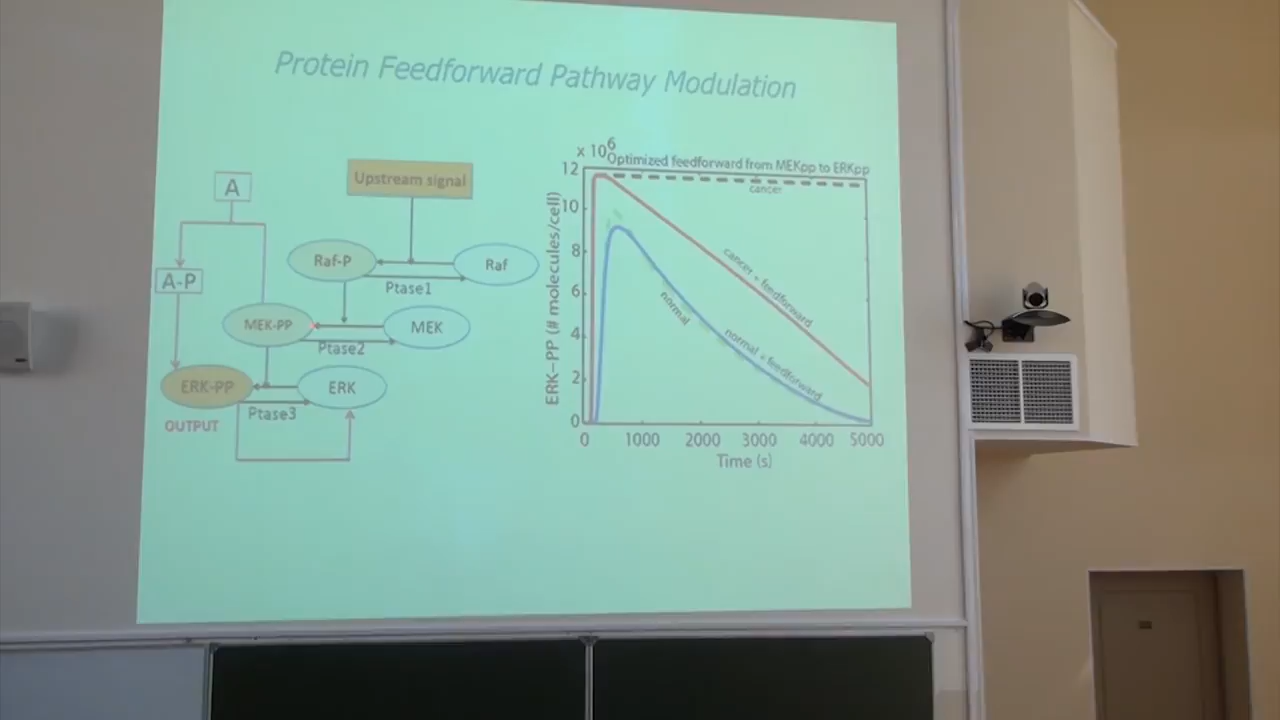 Protein Feedforward Pathway Modulation
A
Upstream signal
A-P
Raf-P
Raf
Ptase1
MEK-PP
MEK
Ptase2
ERK-PP
ERK
Ptase3
OUTPUT
x 10^6
Optimized feedforward from MEKpp to ERKpp
cancer
cancer + feedforward
normal
normal + feedforward
ERK-PP (# molecules/cell)
12
10
8
6
4
2
0
0 1000 2000 3000 4000 5000
Time (s)